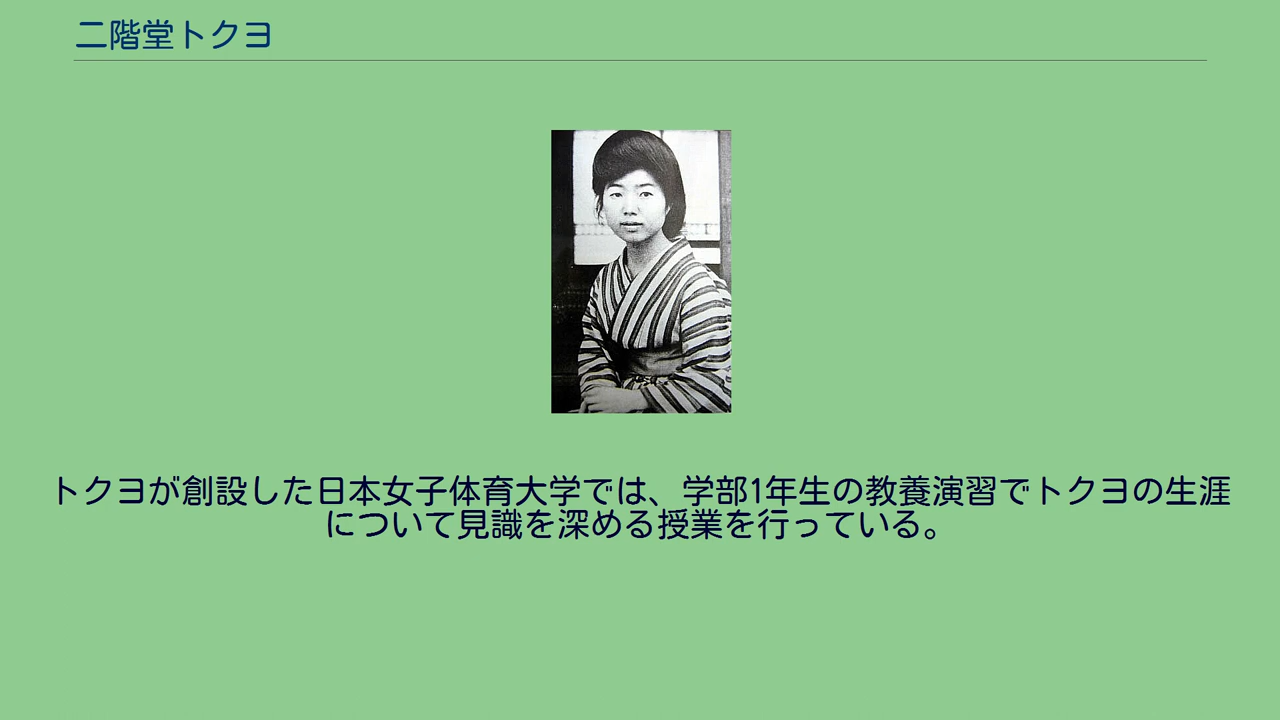 二階堂トクヨ
トクヨが創設した日本女子体育大学では、学部1年生の教養演習でトクヨの生涯
について見識を深める授業を行っている。